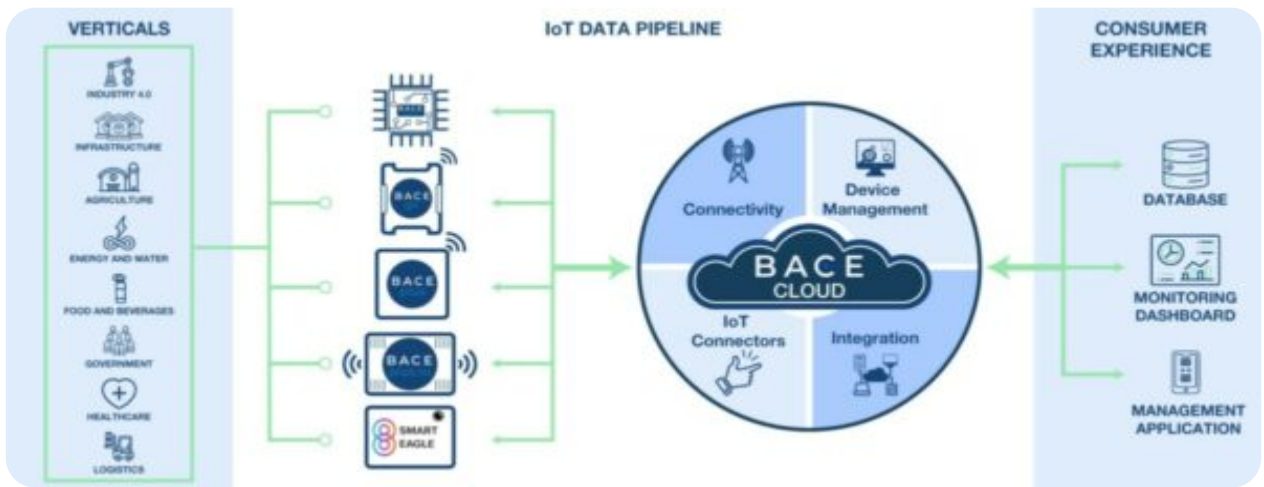 VERTICALS
INDUSTRY 4.0
INFRASTRUCTURE
AGRICULTURE
ENERGY AND WATER
FOOD AND BEVERAGES
GOVERNMENT
HEALTHCARE
LOGISTICS
IoT DATA PIPELINE
BACE
BACE
BACE
BACE
SMART
EAGLE
Connectivity
Device
Management
BACE
CLOUD
IoT
Connectors
Integration
CONSUMER
EXPERIENCE
DATABASE
MONITORING
DASHBOARD
MANAGEMENT
APPLICATION